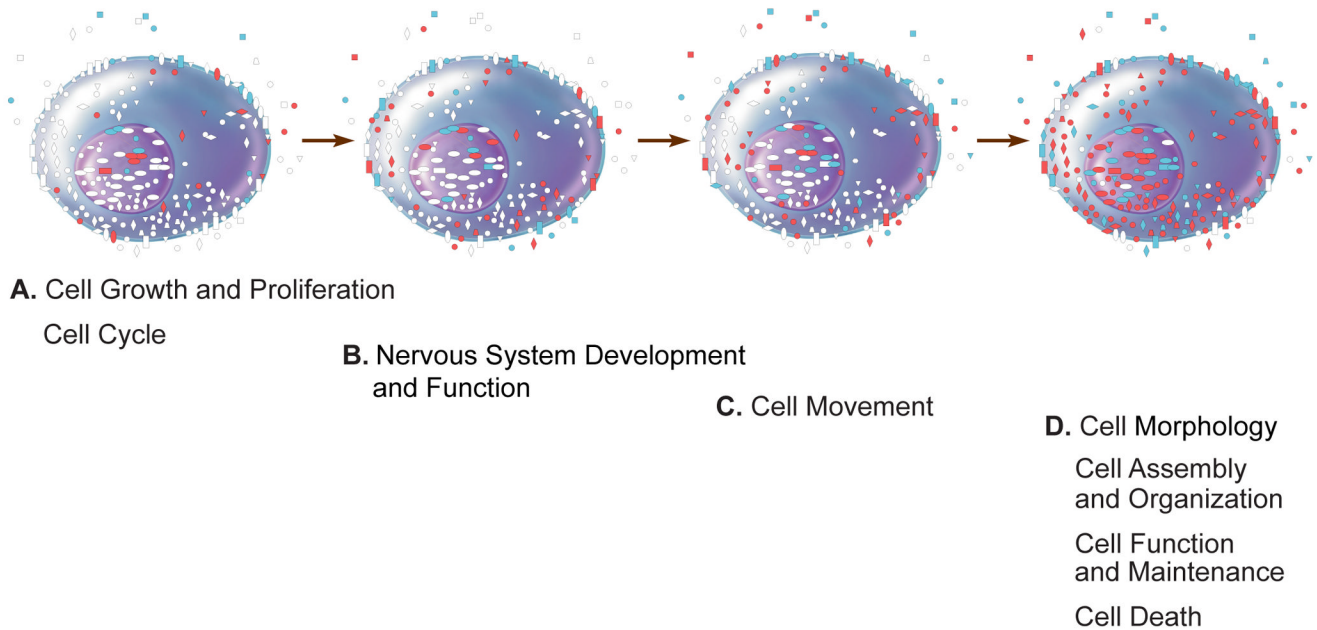 A. Cell Growth and Proliferation
Cell Cycle
B. Nervous System Development
and Function
C. Cell Movement
D. Cell Morphology
Cell Assembly
and Organization
Cell Function
and Maintenance
Cell Death